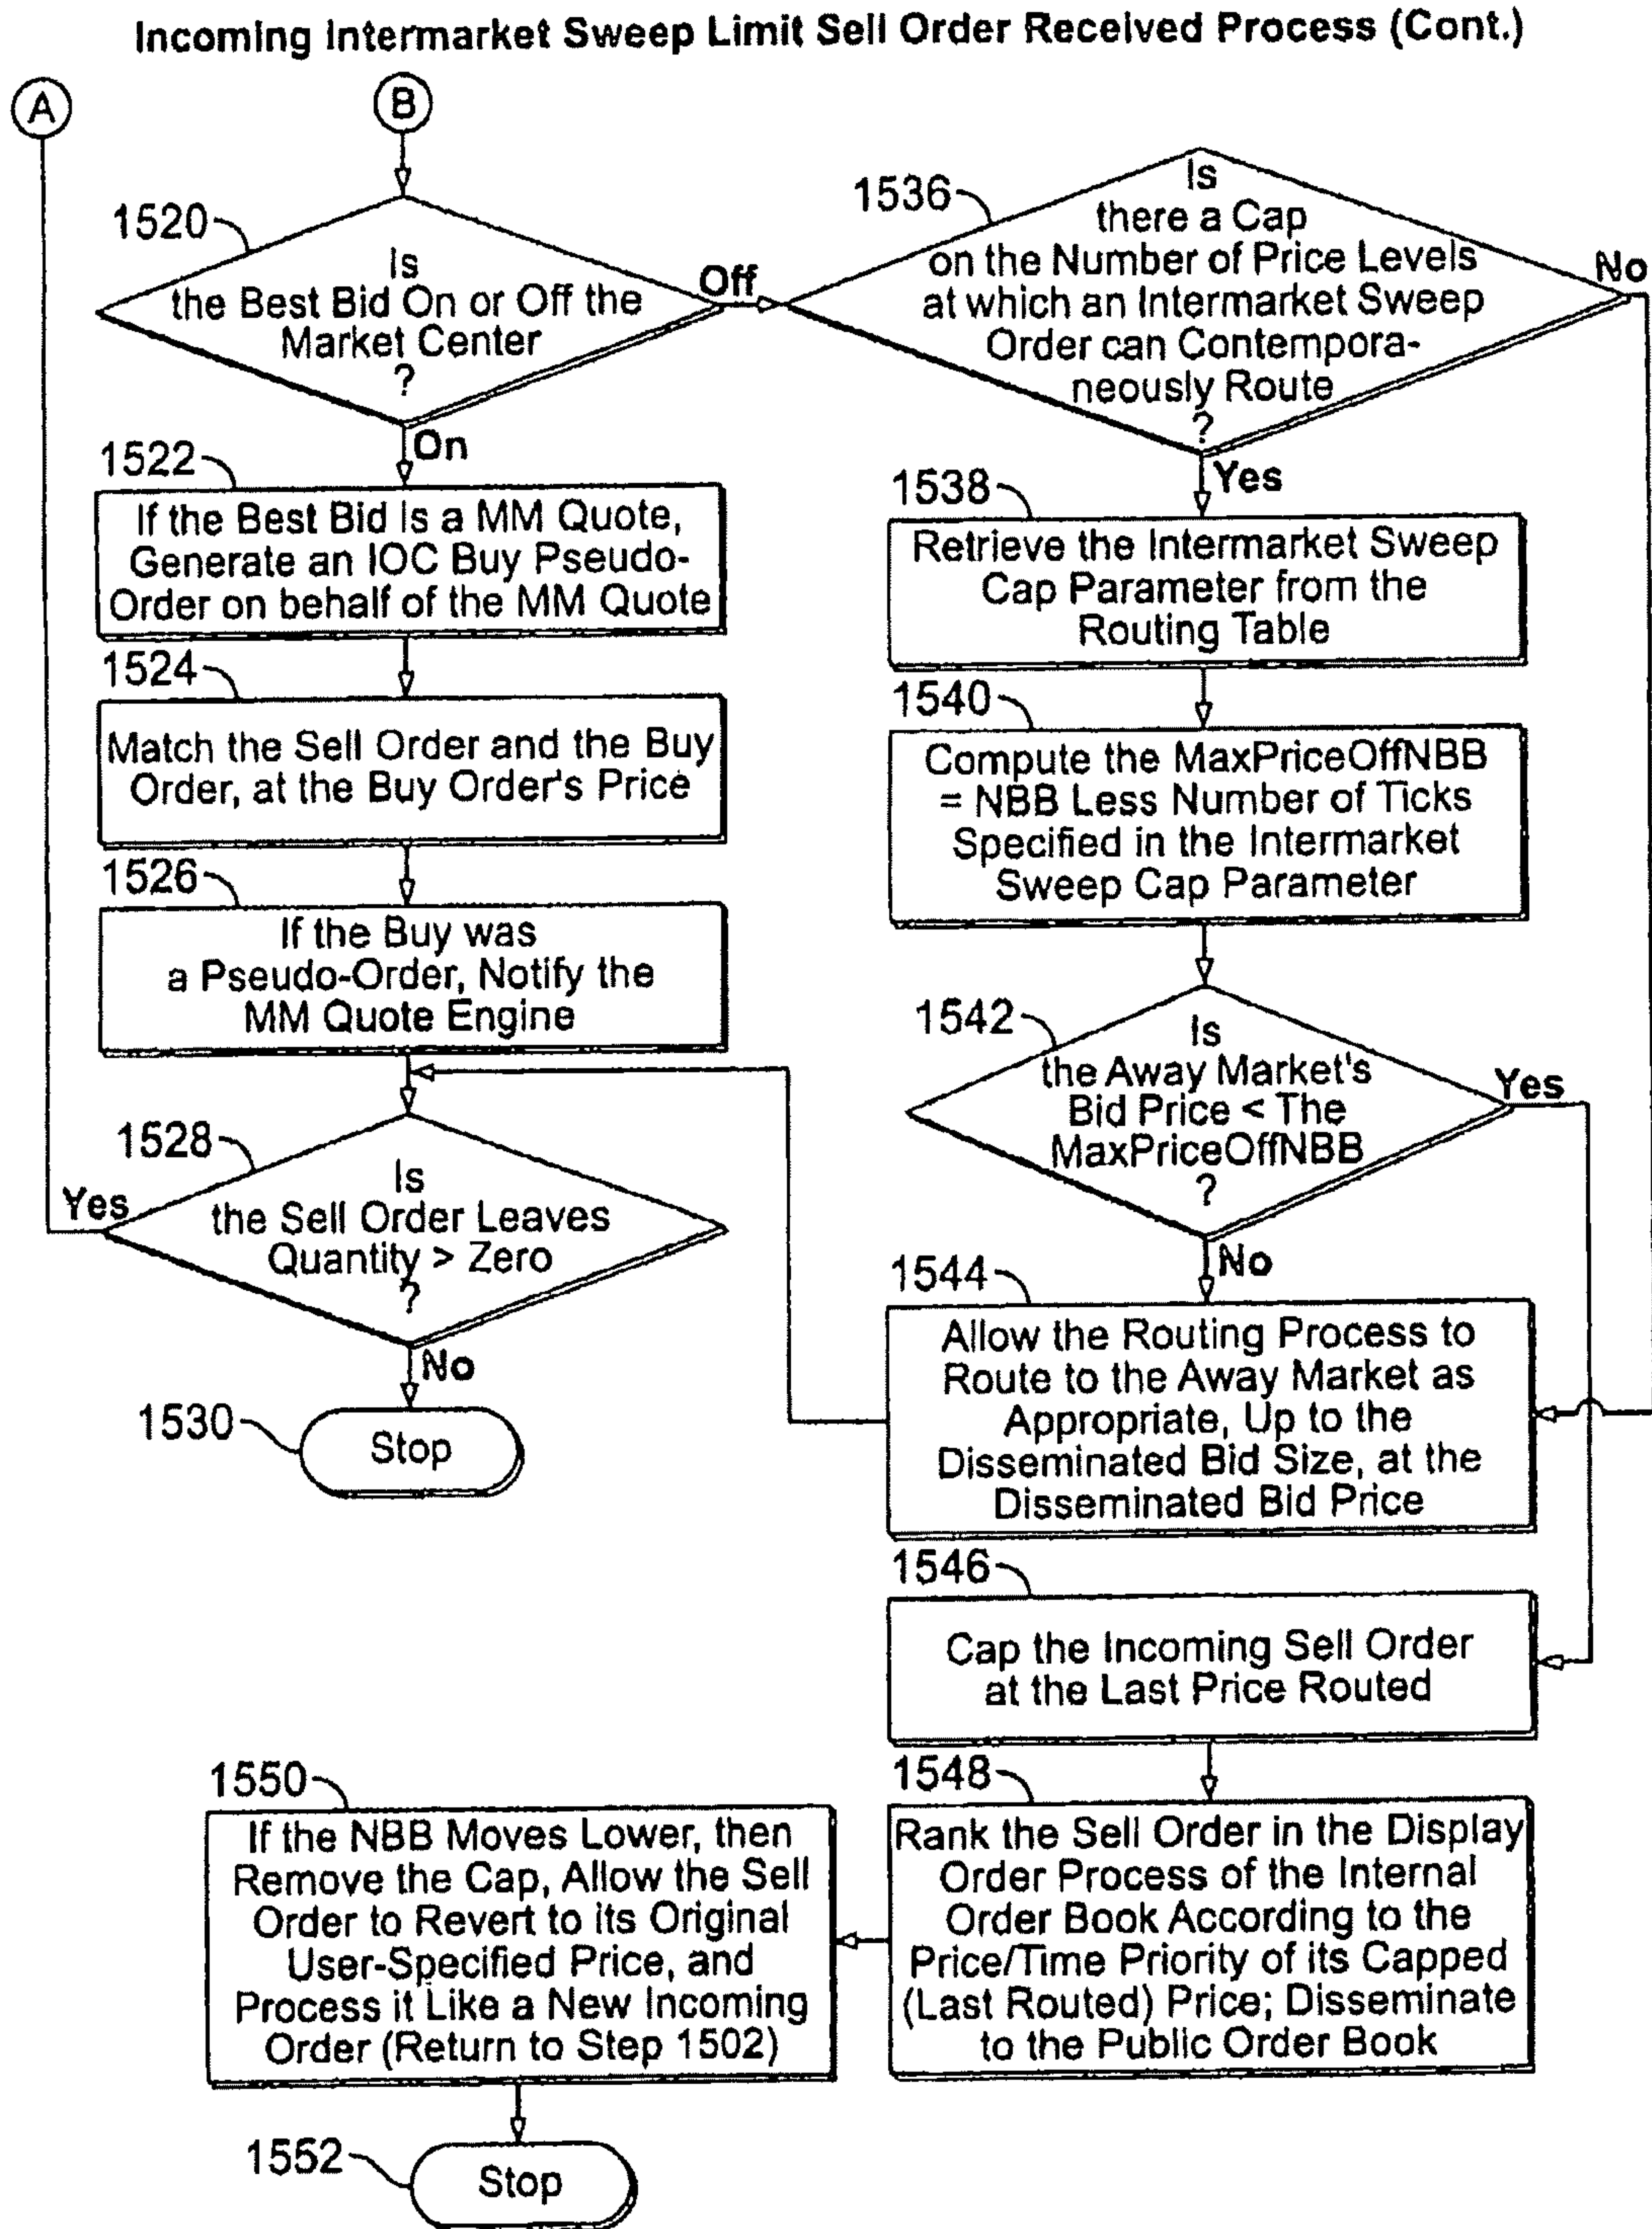 Incoming Intermarket Sweep Limit Sell Order Received Process (Cont.)
A
B
1520
Is
the Best Bid On or Off the
Market Center
?
Off
On
1522
If the Best Bid Is a MM Quote,
Generate an IOC Buy Pseudo-
Order on behalf of the MM Quote
1524
Match the Sell Order and the Buy
Order, at the Buy Order's Price
1526
If the Buy was
a Pseudo-Order, Notify the
MM Quote Engine
1528
Is
the Sell Order Leaves
Quantity > Zero
?
Yes
No
1530
Stop
1536
Is
there a Cap
on the Number of Price Levels
at which an Intermarket Sweep
Order can Contempora-
neously Route
?
No
Yes
1538
Retrieve the Intermarket Sweep
Cap Parameter from the
Routing Table
1540
Compute the MaxPriceOffNBB
= NBB Less Number of Ticks
Specified in the Intermarket
Sweep Cap Parameter
1542
Is
the Away Market's
Bid Price < The
MaxPriceOffNBB
?
Yes
No
1544
Allow the Routing Process to
Route to the Away Market as
Appropriate, Up to the
Disseminated Bid Size, at the
Disseminated Bid Price
1546
Cap the Incoming Sell Order
at the Last Price Routed
1548
Rank the Sell Order in the Display
Order Process of the Internal
Order Book According to the
Price/Time Priority of its Capped
(Last Routed) Price; Disseminate
to the Public Order Book
1550
If the NBB Moves Lower, then
Remove the Cap, Allow the Sell
Order to Revert to its Original
User-Specified Price, and
Process it Like a New Incoming
Order (Return to Step 1502)
1552
Stop